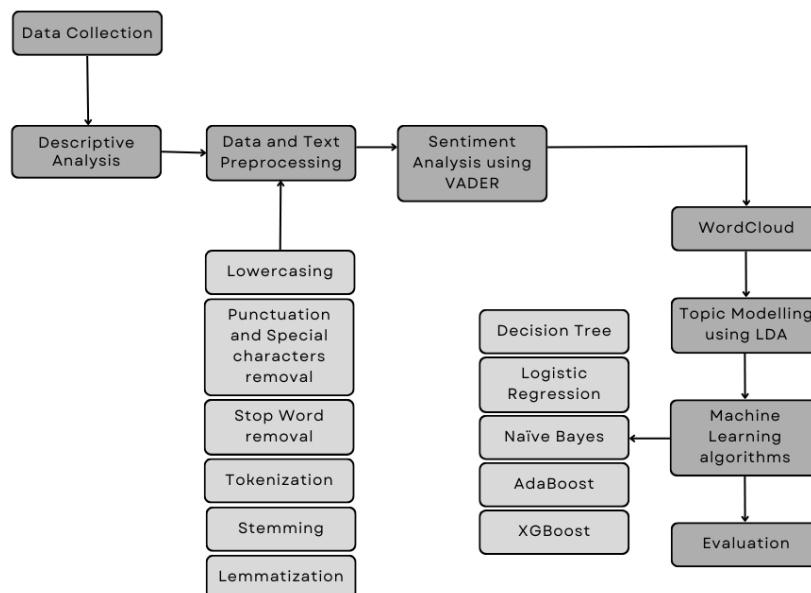 Data Collection
Descriptive
Analysis
Data and Text
Preprocessing
Sentiment
Analysis using
VADER
WordCloud
Lowercasing
Punctuation
and Special
characters
removal
Stop Word
removal
Tokenization
Stemming
Lemmatization
Topic Modelling
using LDA
Decision Tree
Logistic
Regression
Naïve Bayes
AdaBoost
XGBoost
Machine
Learning
algorithms
Evaluation